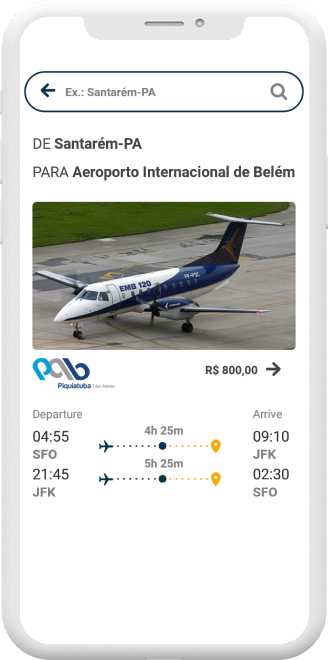 Ex.: Santarém-PA
DE Santarém-PA
PARA Aeroporto Internacional de Belém
EMB 120
Piquiatuba Táxi Aéreo
R$ 800,00
Departure
Arrive
04:55
4h 25m
09:10
SFO
JFK
21:45
5h 25m
02:30
JFK
SFO